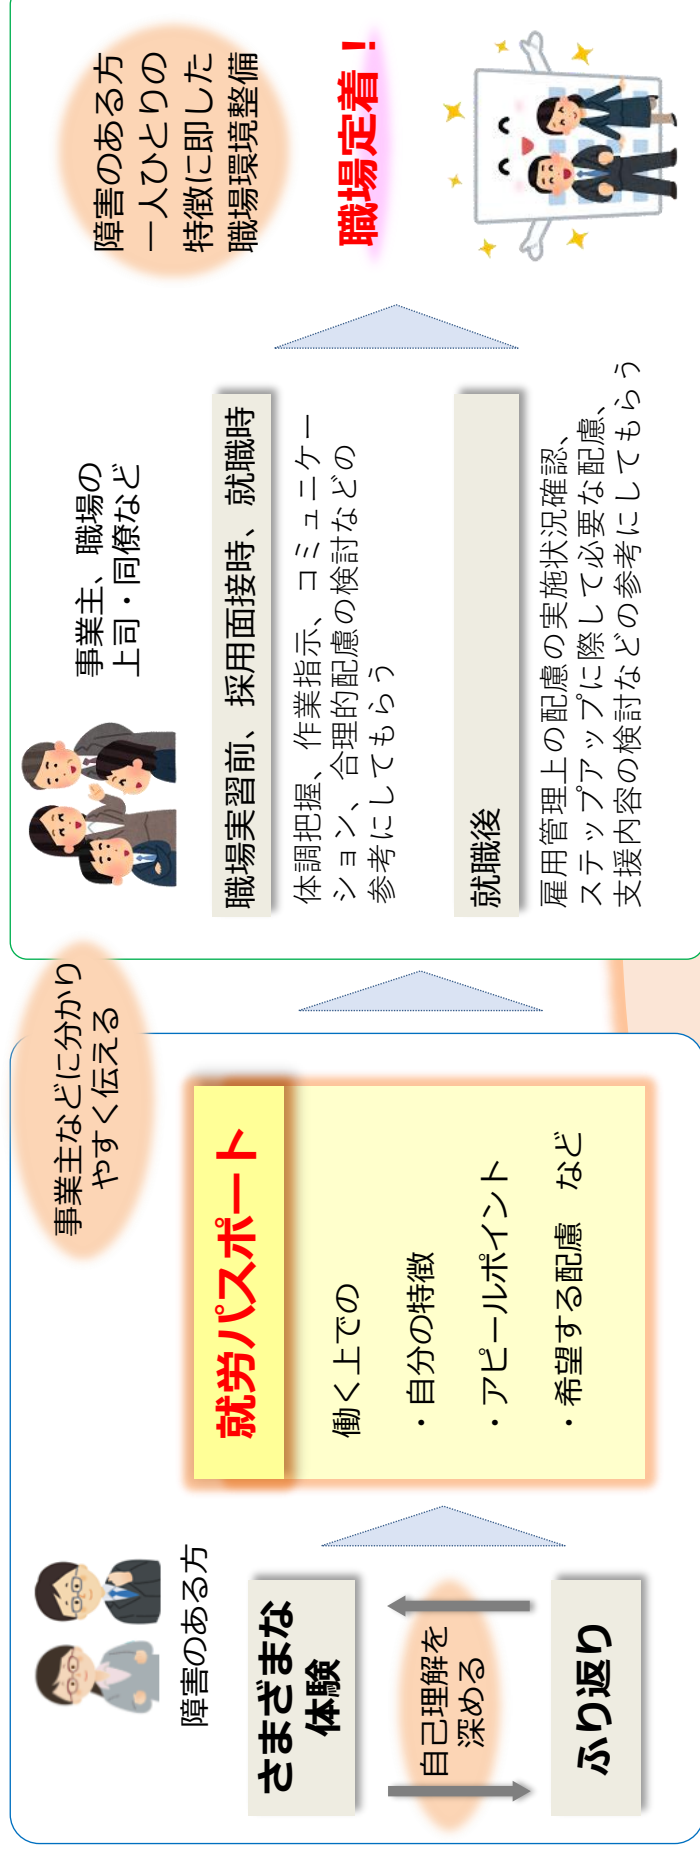 障害のある方
さまざまな
体験
自己理解を
深める
ふり返り
就労パスポート
働く上での
・自分の特徴
・アピールポイント
・希望する配慮　など
事業主などに分かり
やすく伝える
事業主、職場の
上司・同僚など
職場実習前、採用面接時、就職時
体調把握、作業指示、コミュニケー
ション、合理的配慮の検討などの
参考にしてもらう
就職後
雇用管理上の配慮の実施状況確認、
ステップアップに際して必要な配慮、
支援内容の検討などの参考にしてもらう
障害のある方
一人ひとりの
特徴に即した
職場環境整備
職場定着！